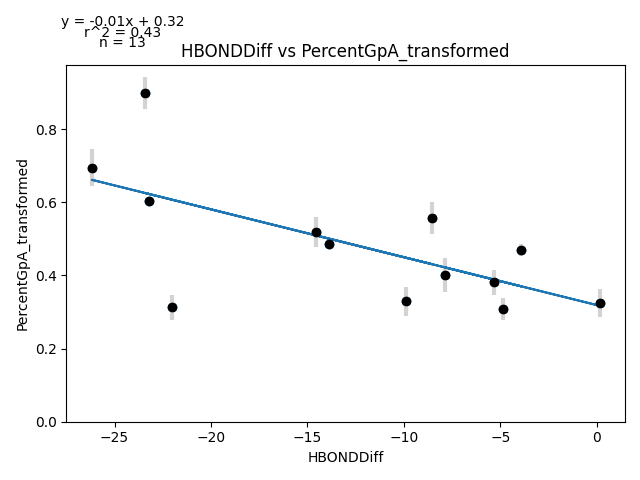 y = -0.01x + 0.32
r^2 = 0.43
n = 13
HBONDDiff vs PercentGpA_transformed
PercentGpA_transformed
0.8
0.6
0.4
0.2
0.0
−25
−20
−15
−10
−5
0
HBONDDiff